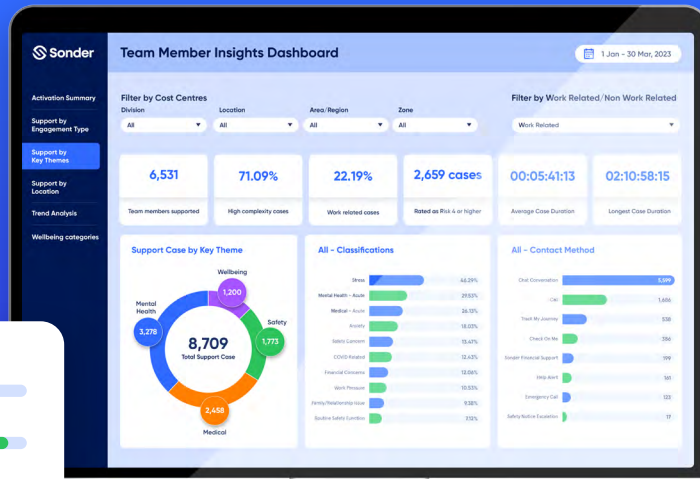 Sonder
Team Member Insights Dashboard
1 Jan - 30 Mar, 2023
Activation Summary
Support by
Engagement Type
Support by
Key Themes
Support by
Location
Trend Analysis
Wellbeing categories
Filter by Cost Centres
Filter by Work Related/Non Work Related
Division
Location
Area/Region
Zone
All
All
All
All
Work Related
6,531
71.09%
22.19%
2,659 cases
00:05:41:13
02:10:58:15
Team members supported
High complexity cases
Work related cases
Rated as Risk 4 or higher
Average Case Duration
Longest Case Duration
Support Case by Key Theme
Wellbeing
1,200
Mental
Health
3,278
Safety
1,773
8,709
Total Support Case
2,458
Medical
All - Classifications
Stress 46.29%
Mental Health - Acute 29.53%
Medical - Acute 26.13%
Anxiety 18.03%
Safety Concern 13.47%
COVID Related 12.43%
Financial Concerns 12.06%
Work Pressure 10.53%
Family/Relationship Issue 9.38%
7.12%
All - Contact Method
Chat Conversation 3,599
Call 1,606
Track My Journey 538
Check On Me 386
Sonder Financial Support 199
Help Alert 161
Emergency Call 123
Safety Notice Escalation 17